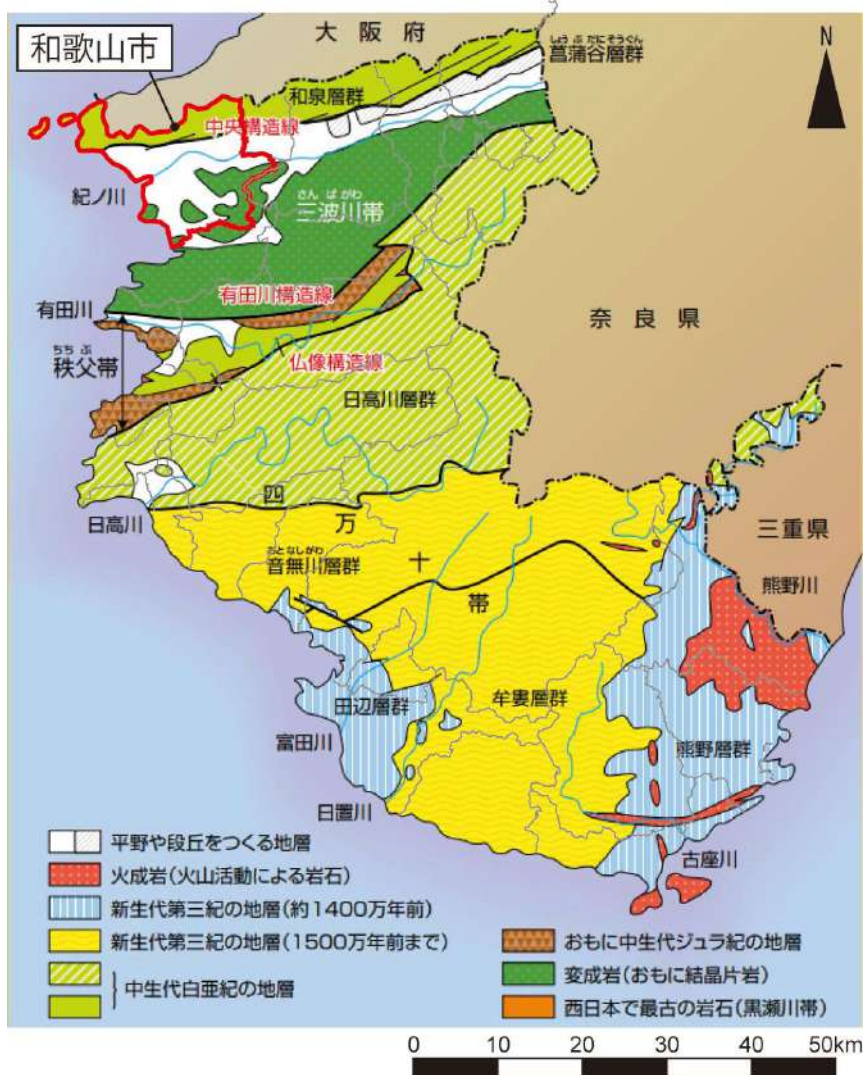 大阪府
和歌山市
しょうぶだにそうぐん
菖蒲谷層群
N
和泉層群
中央構造線
紀ノ川
さんばがわ
三波川帯
有田川構造線
有田川
ちちぶ
秩父帯
仏像構造線
奈良県
日高川層群
四万十帯
日高川
おとなしがわ
音無川層群
三重県
熊野川
田辺層群
牟婁層群
富田川
熊野層群
日置川
古座川
平野や段丘をつくる地層
火成岩(火山活動による岩石)
新生代第三紀の地層(約1400万年前)
新生代第三紀の地層(1500万年前まで)
中生代白亜紀の地層
おもに中生代ジュラ紀の地層
変成岩(おもに結晶片岩)
西日本で最古の岩石(黒瀬川帯)
0 10 20 30 40 50km